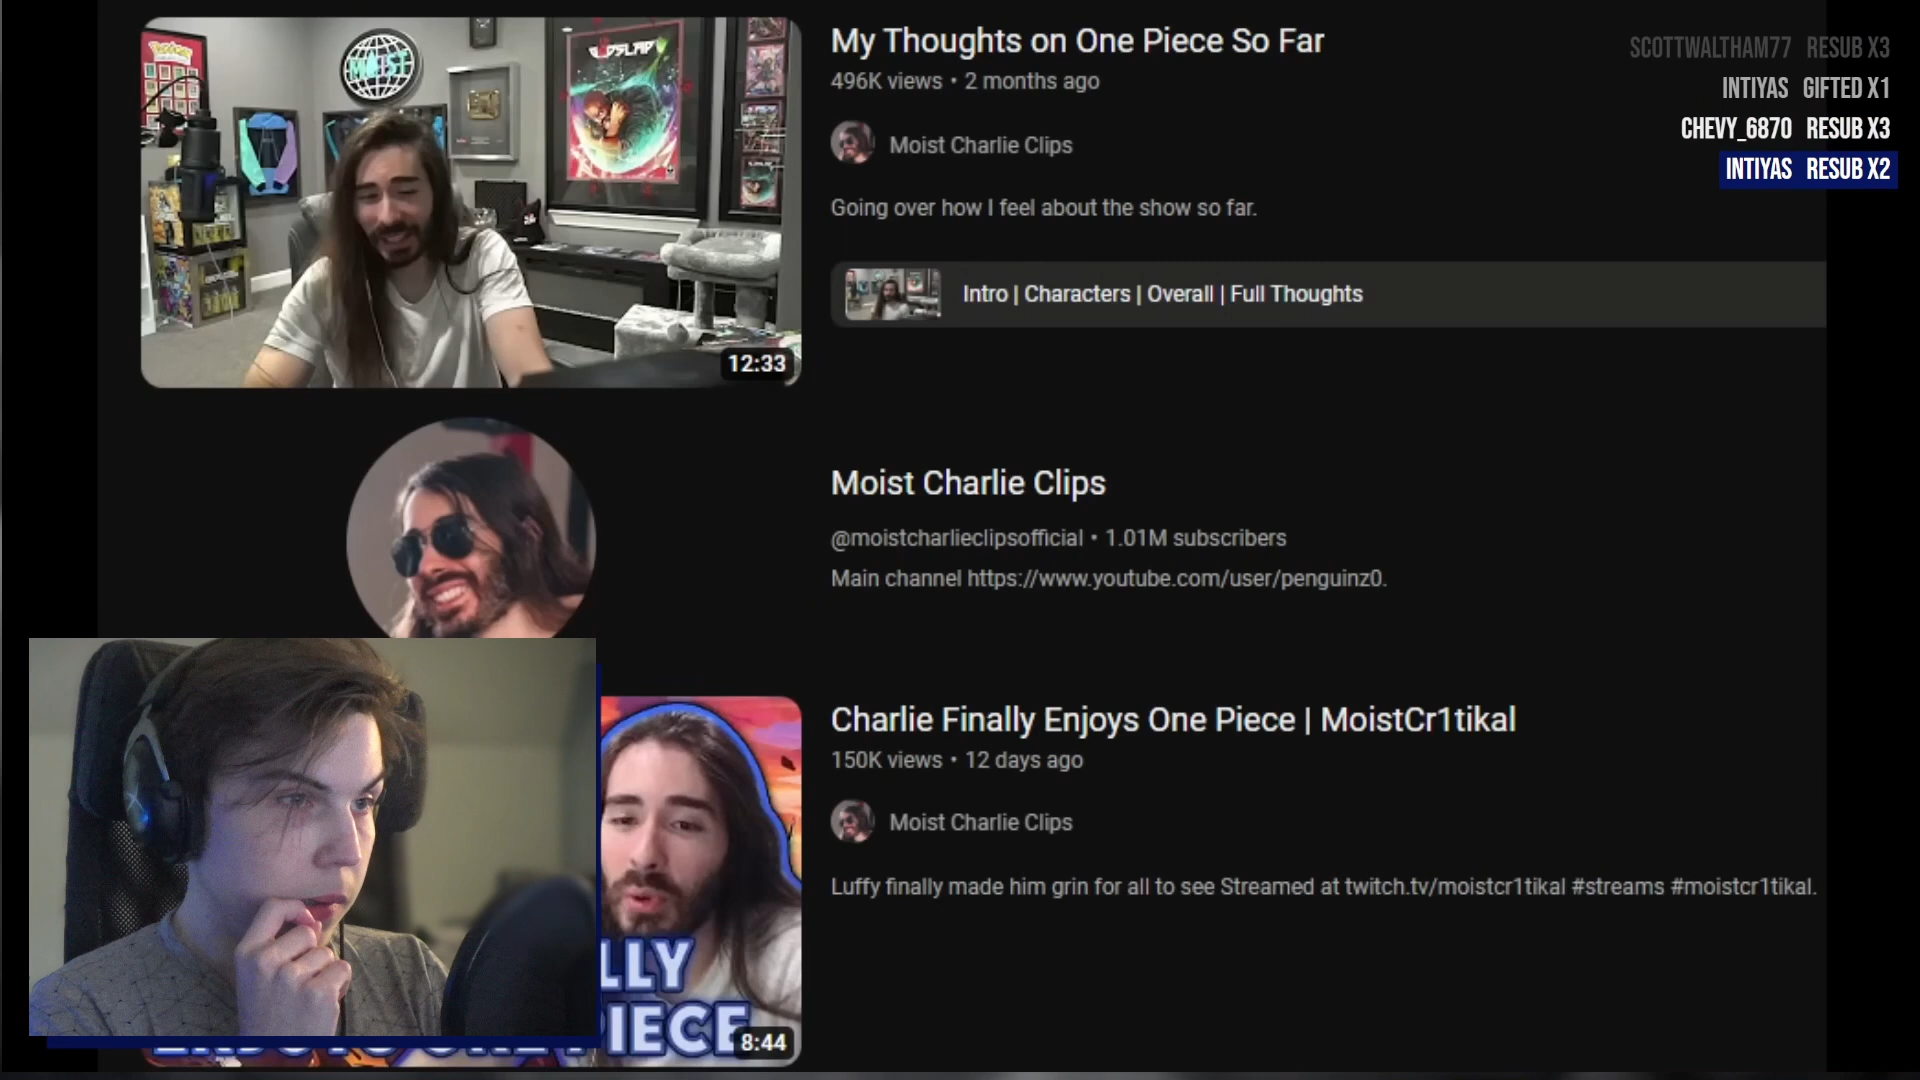 My Thoughts on One Piece So Far
496K views • 2 months ago
Moist Charlie Clips
Going over how I feel about the show so far.
Intro | Characters | Overall | Full Thoughts
MOIST
12:33
SCOTTWALTHAM77 RESUB X3
INTIYAS GIFTED X1
CHEVY_6870 RESUB X3
INTIYAS RESUB X2
Moist Charlie Clips
@moistcharlieclipsofficial • 1.01M subscribers
Main channel https://www.youtube.com/user/penguinz0.
Charlie Finally Enjoys One Piece | MoistCr1tikal
150K views • 12 days ago
Moist Charlie Clips
Luffy finally made him grin for all to see Streamed at twitch.tv/moistcr1tikal #streams #moistcr1tikal.
LLY
PIECE
8:44